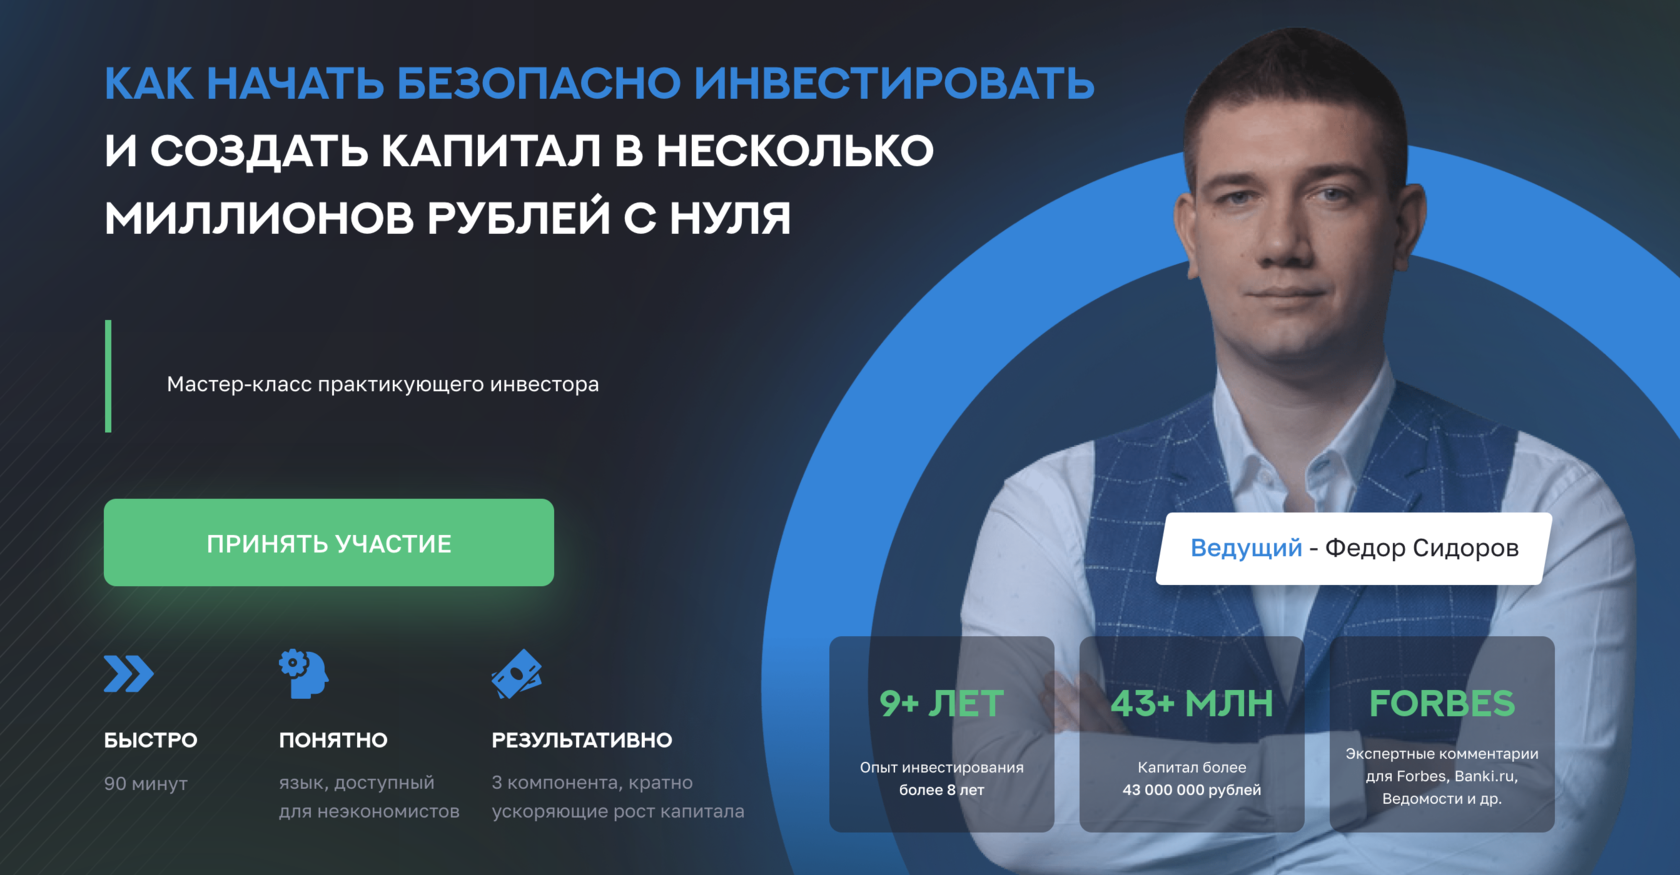 КАК НАЧАТЬ БЕЗОПАСНО ИНВЕСТИРОВАТЬ
И СОЗДАТЬ КАПИТАЛ В НЕСКОЛЬКО
МИЛЛИОНОВ РУБЛЕЙ С НУЛЯ
Мастер-класс практикующего инвестора
ПРИНЯТЬ УЧАСТИЕ
БЫСТРО
90 минут
ПОНЯТНО
язык, доступный
для неэкономистов
РЕЗУЛЬТАТИВНО
3 компонента, кратно
ускоряющие рост капитала
Ведущий - Федор Сидоров
9+ ЛЕТ
Опыт инвестирования
более 8 лет
43+ МЛН
Капитал более
43 000 000 рублей
FORBES
Экспертные комментарии
для Forbes, Banki.ru,
Ведомости и др.